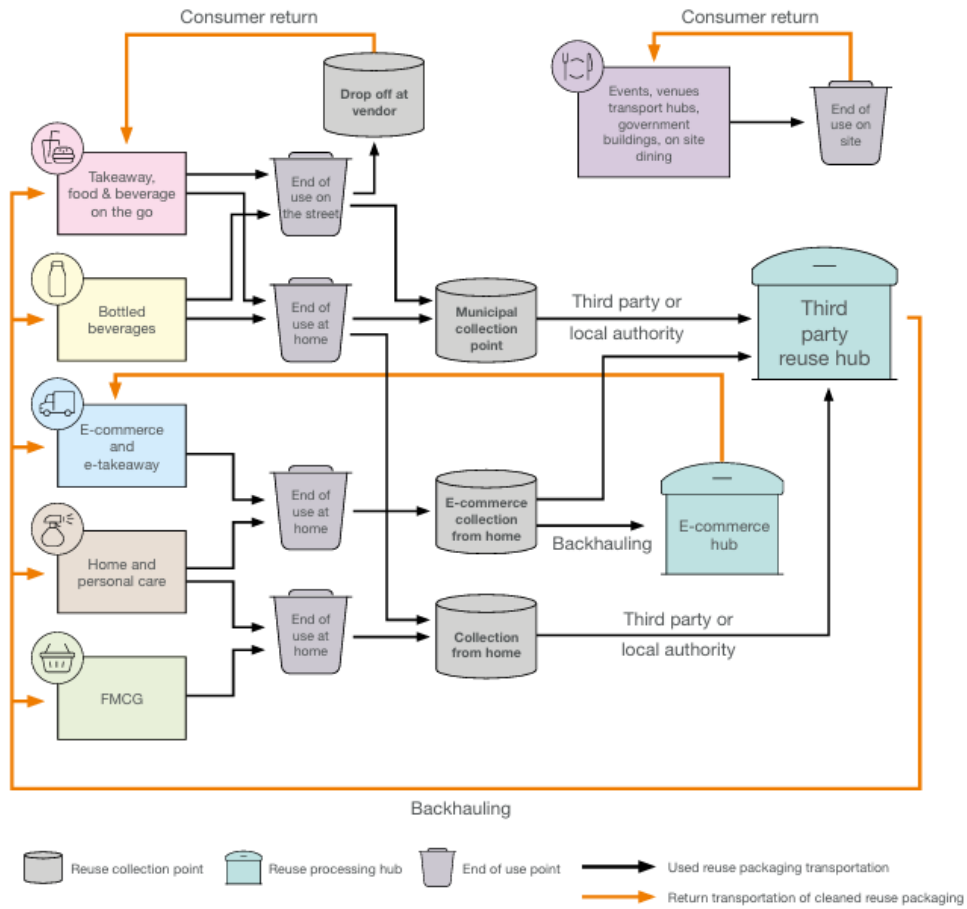 Consumer return
Consumer return
Drop off at
vendor
Events, venues
transport hubs,
government
buildings, on site
dining
End of
use on
site
Takeaway,
food & beverage
on the go
End of
use on
the street
Bottled
beverages
End of
use at
home
Municipal
collection
point
Third party or
local authority
Third
party
reuse hub
E-commerce
and
e-takeaway
End of
use at
home
E-commerce
collection
from home
Backhauling
E-commerce
hub
Home and
personal care
End of
use at
home
Collection
from home
Third party or
local authority
FMCG
Backhauling
Reuse collection point
Reuse processing hub
End of use point
Used reuse packaging transportation
Return transportation of cleaned reuse packaging